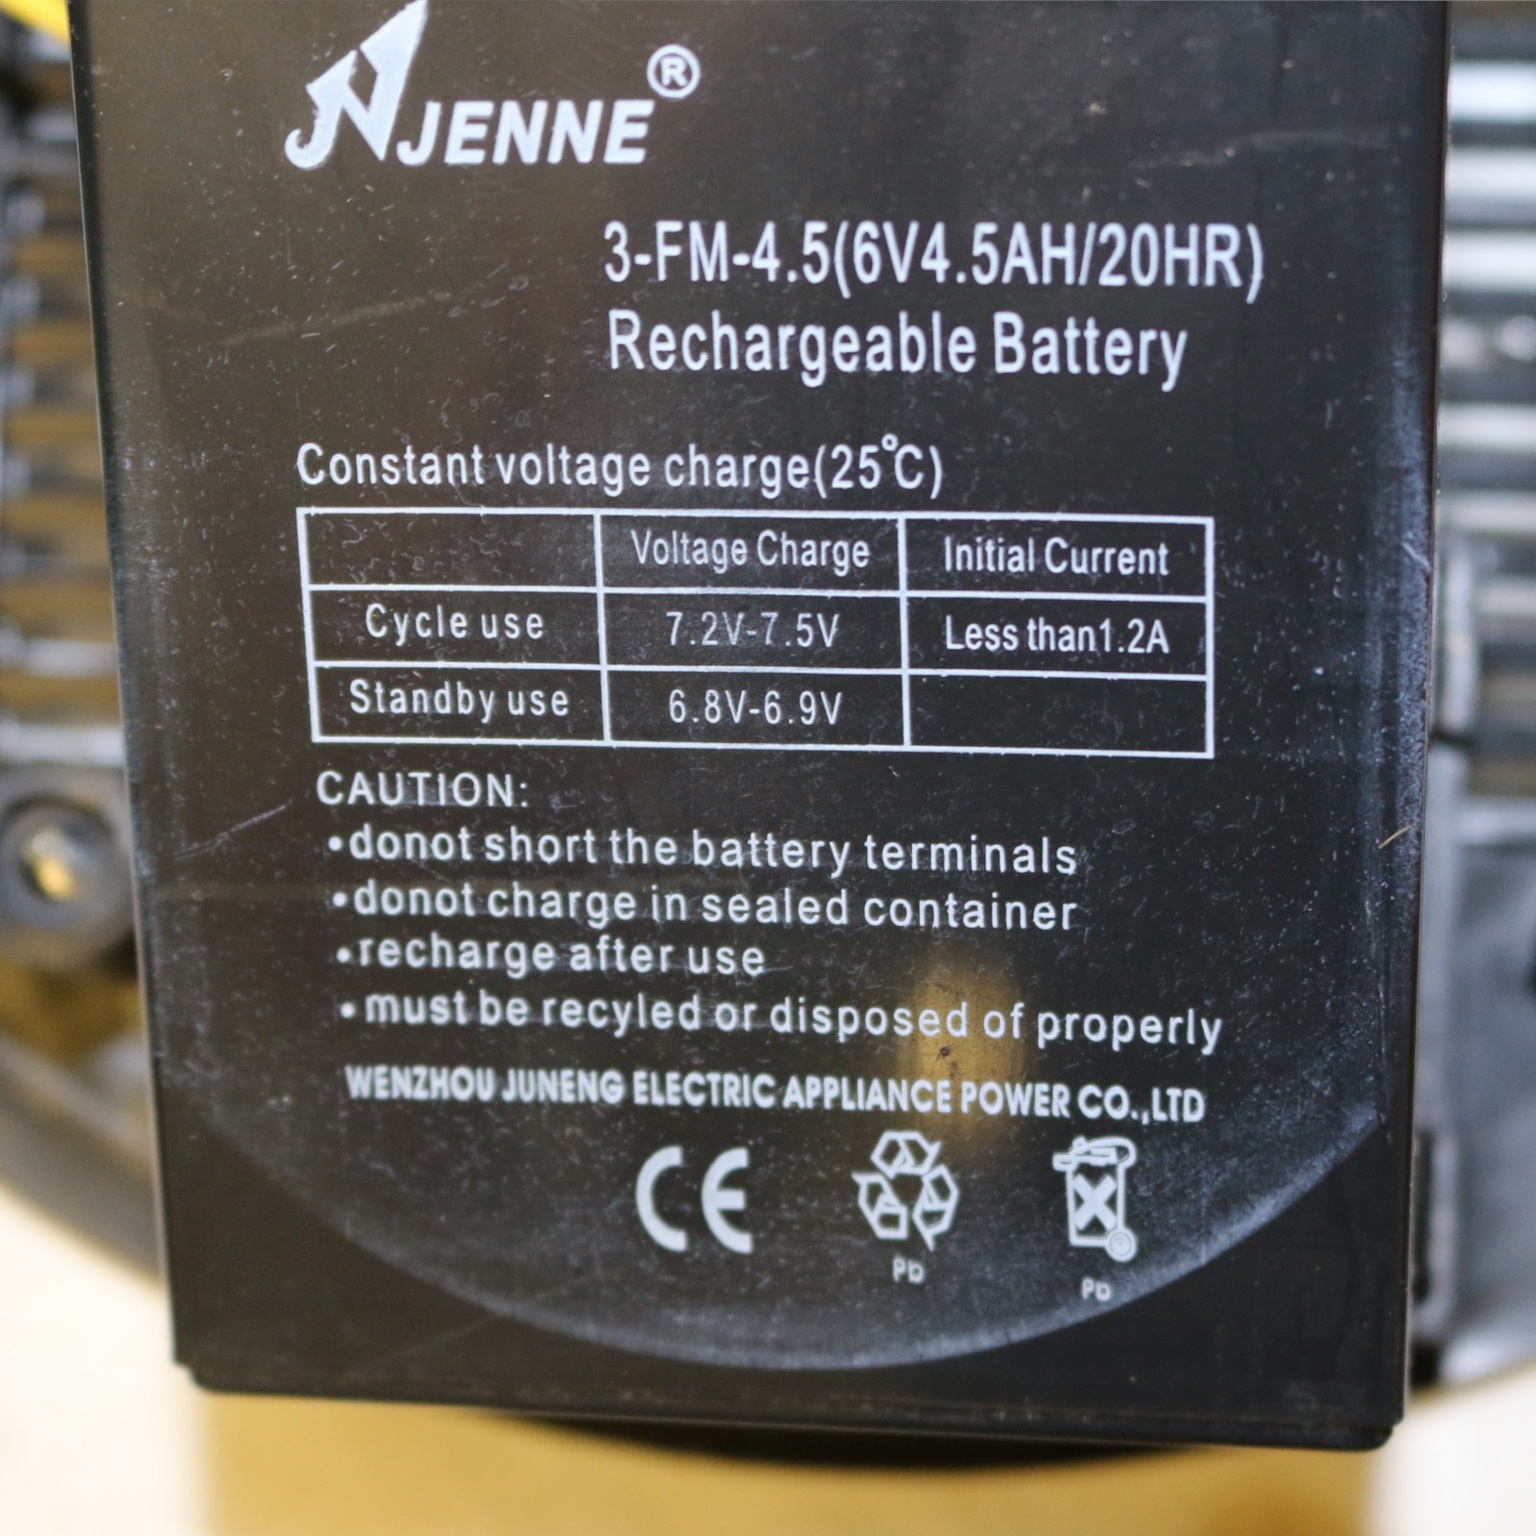 JENNE®
3-FM-4.5(6V4.5AH/20HR)
Rechargeable Battery
Constant voltage charge(25℃)
Voltage Charge Initial Current
Cycle use 7.2V-7.5V Less than1.2A
Standby use 6.8V-6.9V
CAUTION:
•donot short the battery terminals
•donot charge in sealed container
•recharge after use
•must be recyled or disposed of properly
WENZHOU JUNENG ELECTRIC APPLIANCE POWER CO.,LTD
CE
Pb Pb